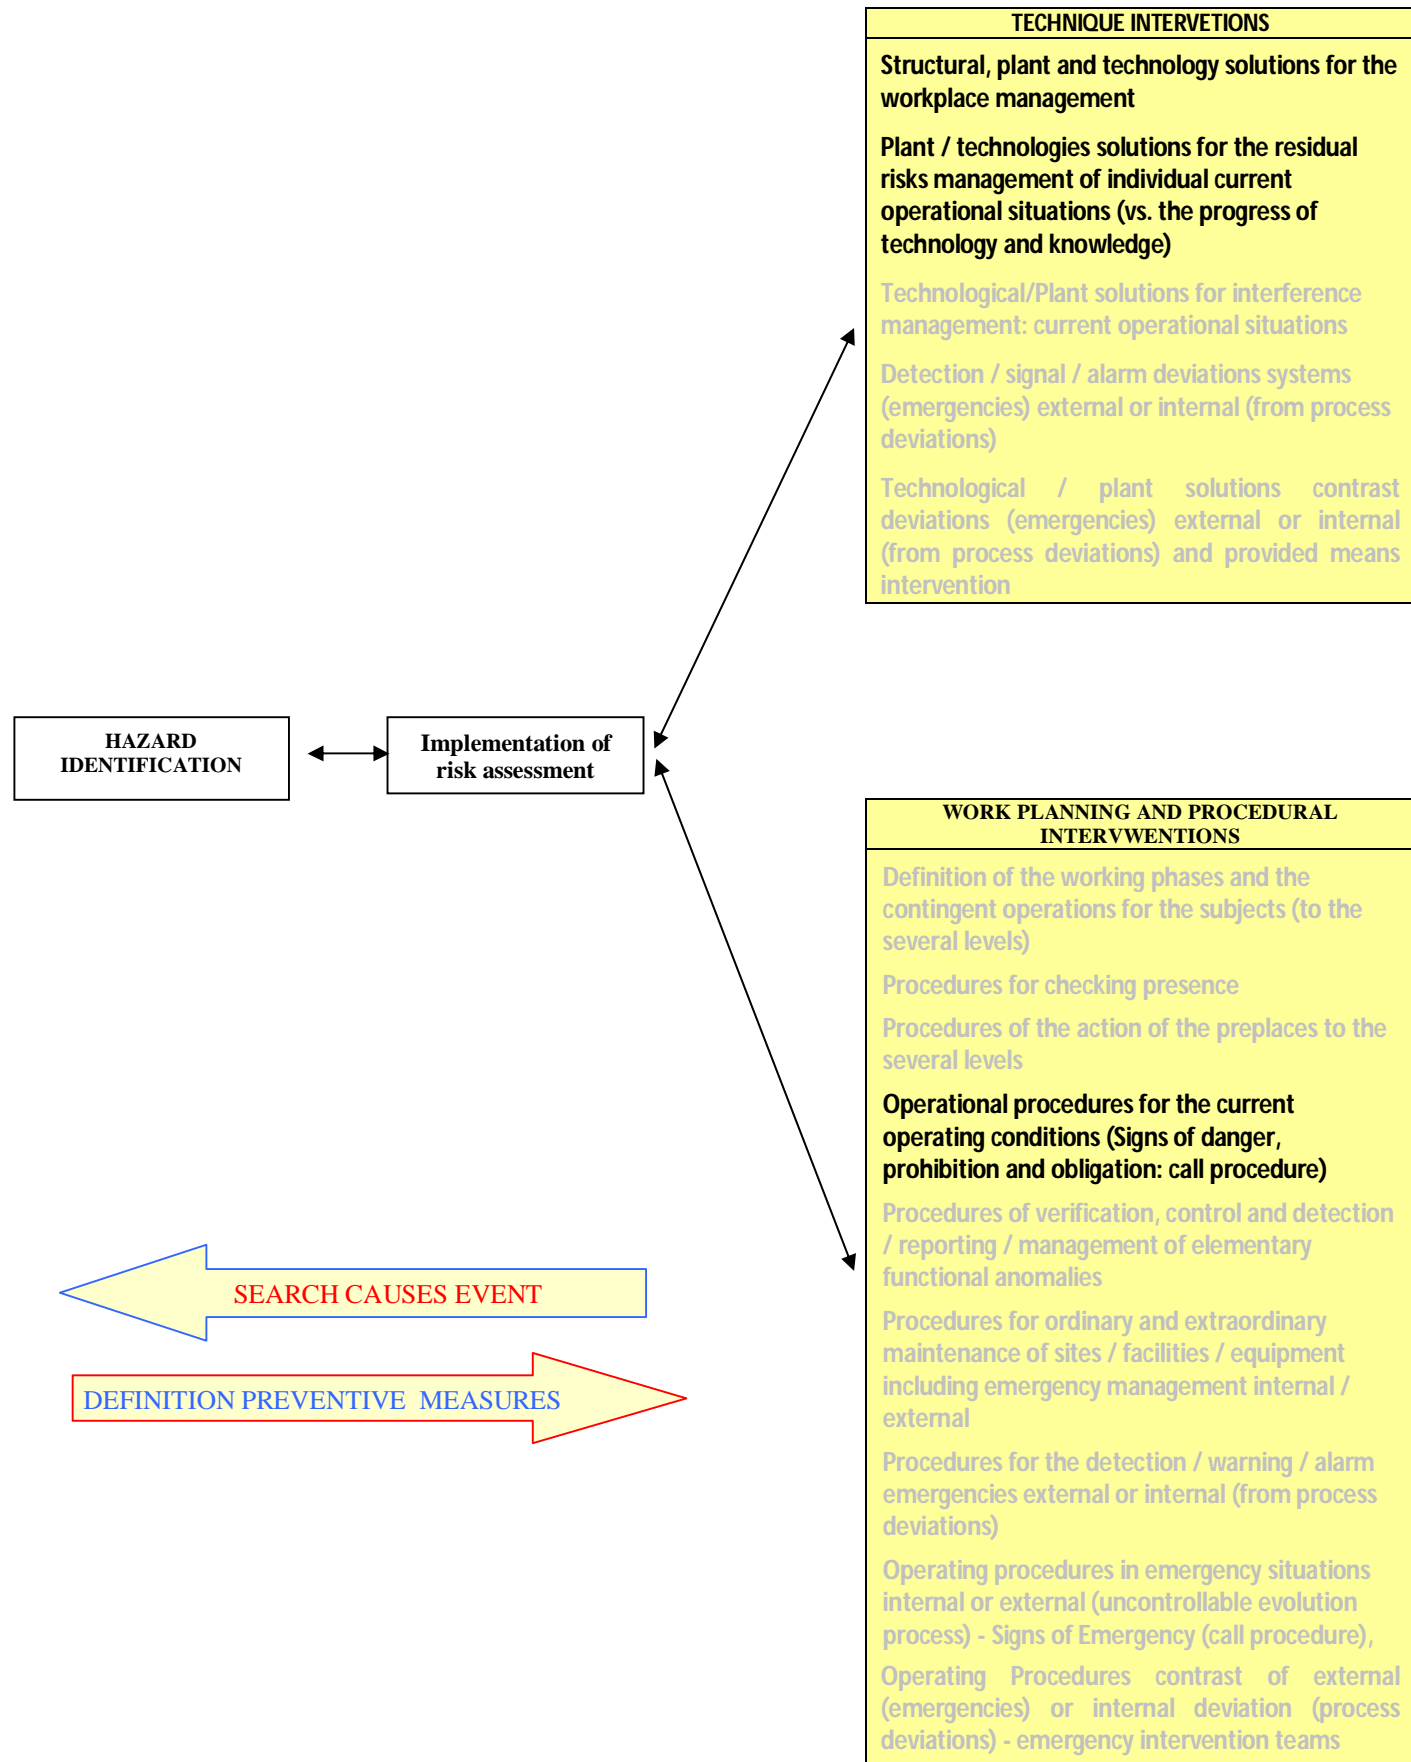 TECHNIQUE INTERVETIONS
Structural, plant and technology solutions for the
workplace management
Plant / technologies solutions for the residual
risks management of individual current
operational situations (vs. the progress of
technology and knowledge)
Technological/Plant solutions for interference
management: current operational situations
Detection / signal / alarm deviations systems
(emergencies) external or internal (from process
deviations)
Technological / plant solutions contrast
deviations (emergencies) external or internal
(from process deviations) and provided means
intervention
HAZARD
IDENTIFICATION
Implementation of
risk assessment
WORK PLANNING AND PROCEDURAL
INTERVWENTIONS
Definition of the working phases and the
contingent operations for the subjects (to the
several levels)
Procedures for checking presence
Procedures of the action of the preplaces to the
several levels
Operational procedures for the current
operating conditions (Signs of danger,
prohibition and obligation: call procedure)
Procedures of verification, control and detection
/ reporting / management of elementary
functional anomalies
Procedures for ordinary and extraordinary
maintenance of sites / facilities / equipment
including emergency management internal /
external
Procedures for the detection / warning / alarm
emergencies external or internal (from process
deviations)
Operating procedures in emergency situations
internal or external (uncontrollable evolution
process) - Signs of Emergency (call procedure),
Operating Procedures contrast of external
(emergencies) or internal deviation (process
deviations) - emergency intervention teams
SEARCH CAUSES EVENT
DEFINITION PREVENTIVE MEASURES